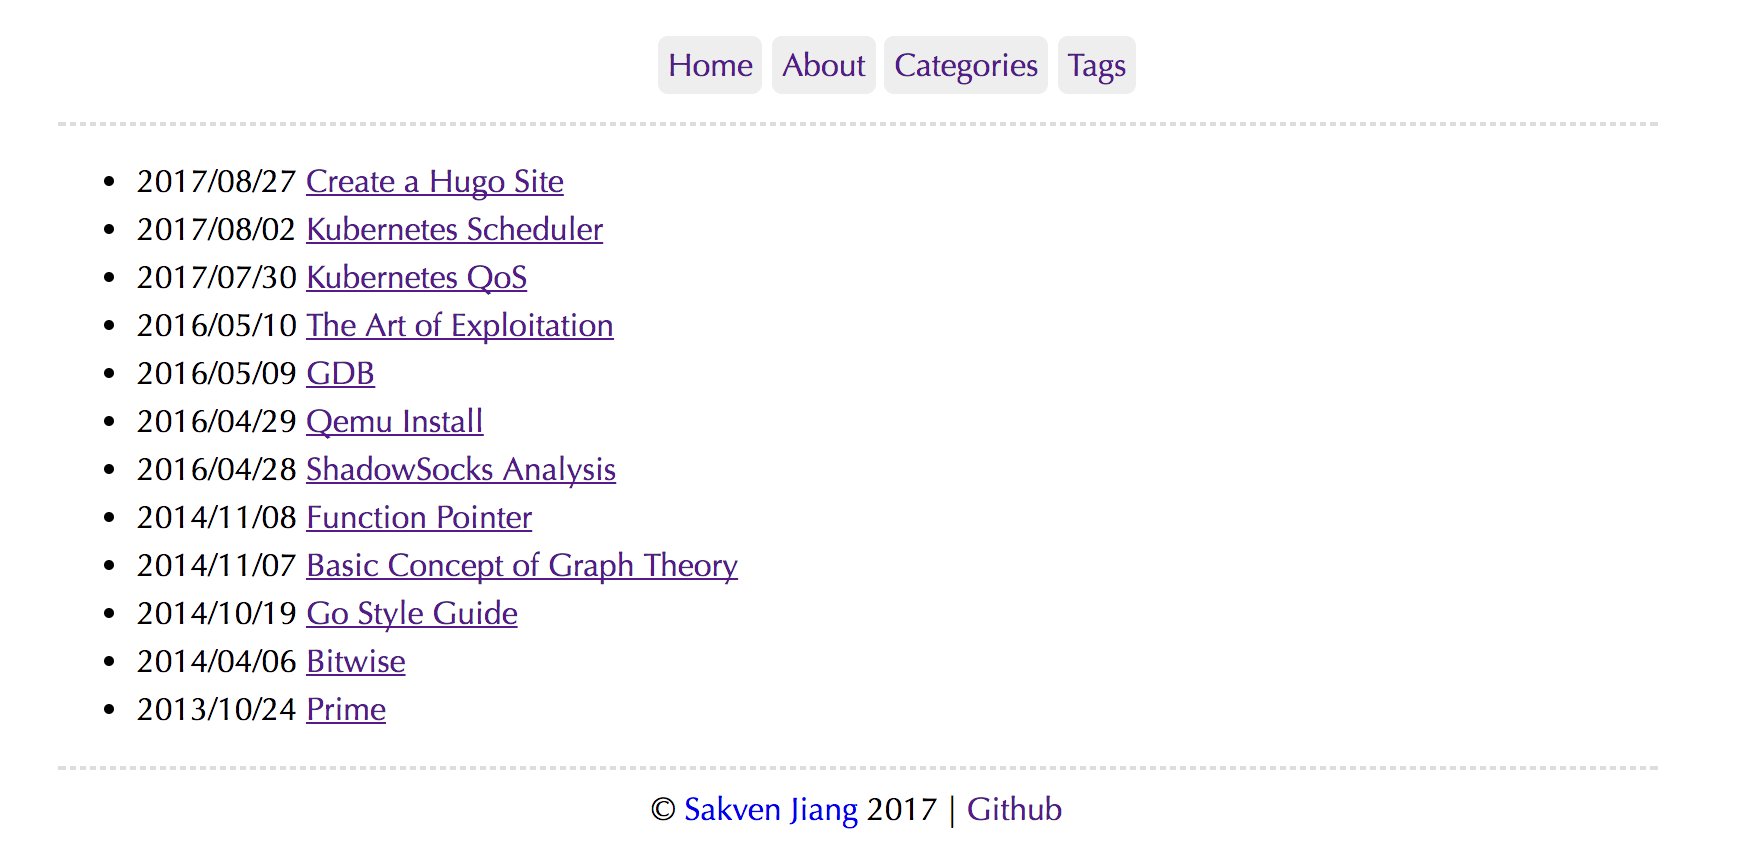 Home About Categories Tags
• 2017/08/27 Create a Hugo Site
• 2017/08/02 Kubernetes Scheduler
• 2017/07/30 Kubernetes QoS
• 2016/05/10 The Art of Exploitation
• 2016/05/09 GDB
• 2016/04/29 Qemu Install
• 2016/04/28 ShadowSocks Analysis
• 2014/11/08 Function Pointer
• 2014/11/07 Basic Concept of Graph Theory
• 2014/10/19 Go Style Guide
• 2014/04/06 Bitwise
• 2013/10/24 Prime
© Sakven Jiang 2017 | Github